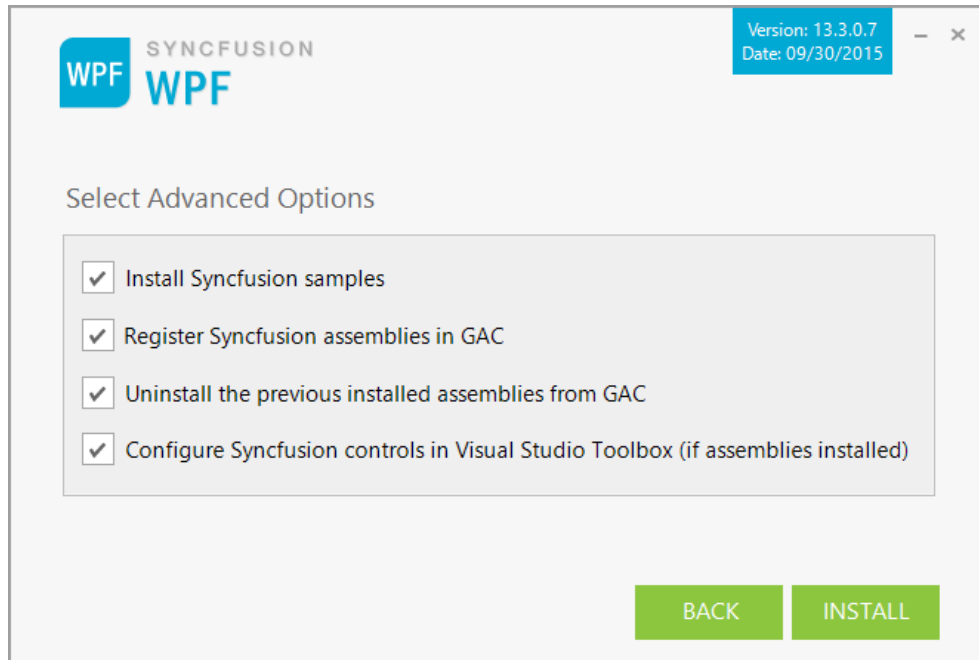 Version: 13.3.0.7
Date: 09/30/2015
WPF
SYNCFUSION
WPF
Select Advanced Options
Install Syncfusion samples
Register Syncfusion assemblies in GAC
Uninstall the previous installed assemblies from GAC
Configure Syncfusion controls in Visual Studio Toolbox (if assemblies installed)
BACK
INSTALL